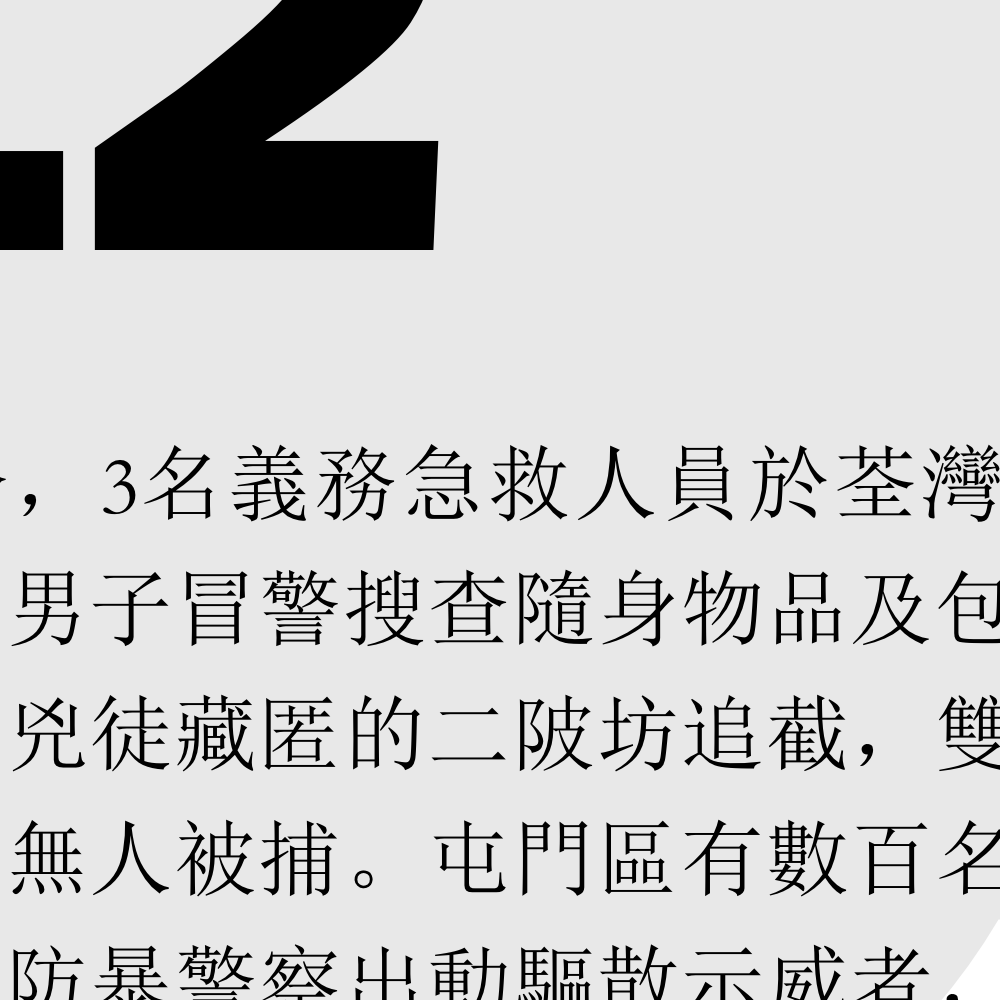 2
，3名義務急救人員於荃灣
男子冒警搜查隨身物品及包
兇徒藏匿的二陂坊追截，雙
無人被捕。屯門區有數百名
防暴警察出動驅散示威者，